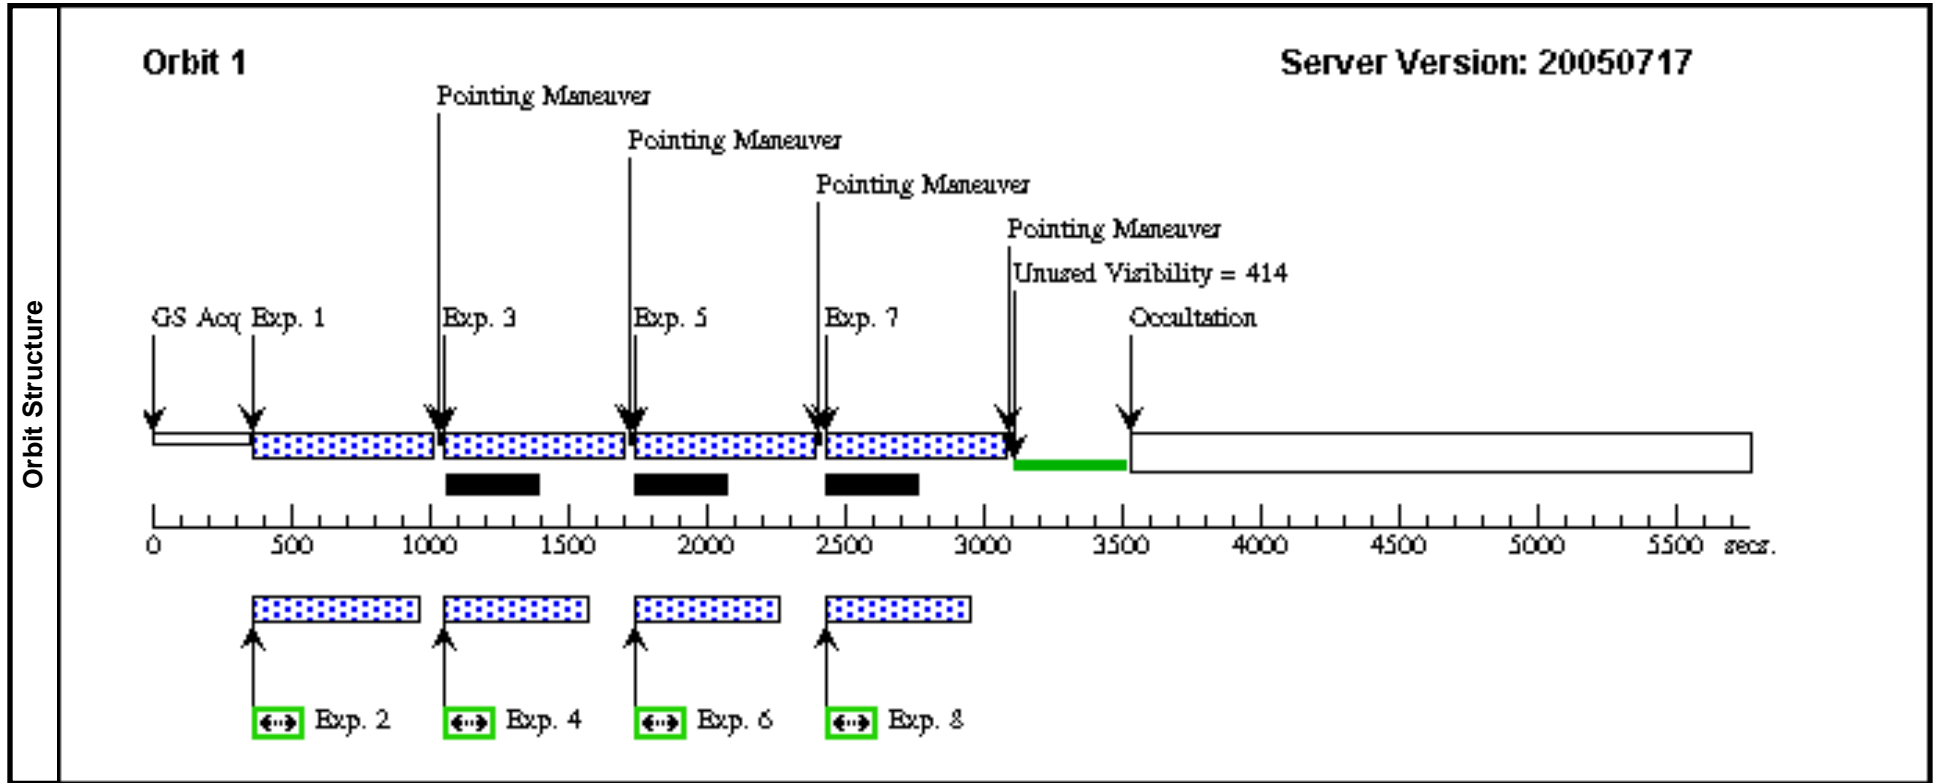 Orbit Structure
Orbit 1
Server Version: 20050717
Pointing Maneuver
Pointing Maneuver
Pointing Maneuver
Pointing Maneuver
Unused Visibility = 414
GS Acq Exp. 1 Exp. 3 Exp. 5 Exp. 7 Occultation
0 500 1000 1500 2000 2500 3000 3500 4000 4500 5000 5500 secs.
Exp. 2 Exp. 4 Exp. 6 Exp. 8